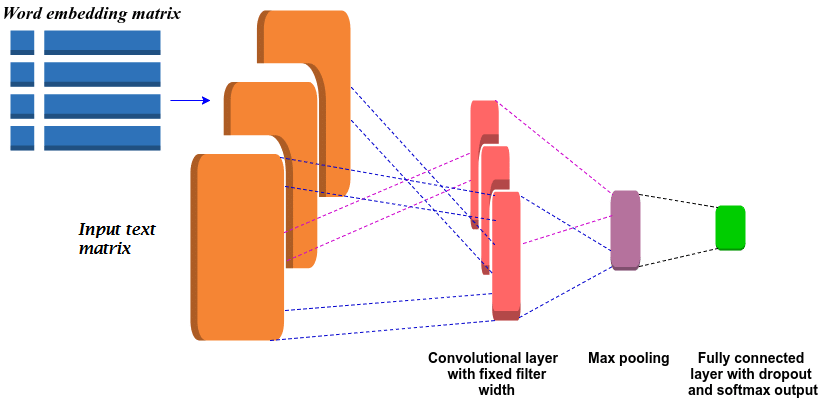 Word embedding matrix
Input text
matrix
Convolutional layer
with fixed filter
width
Max pooling
Fully connected
layer with dropout
and softmax output